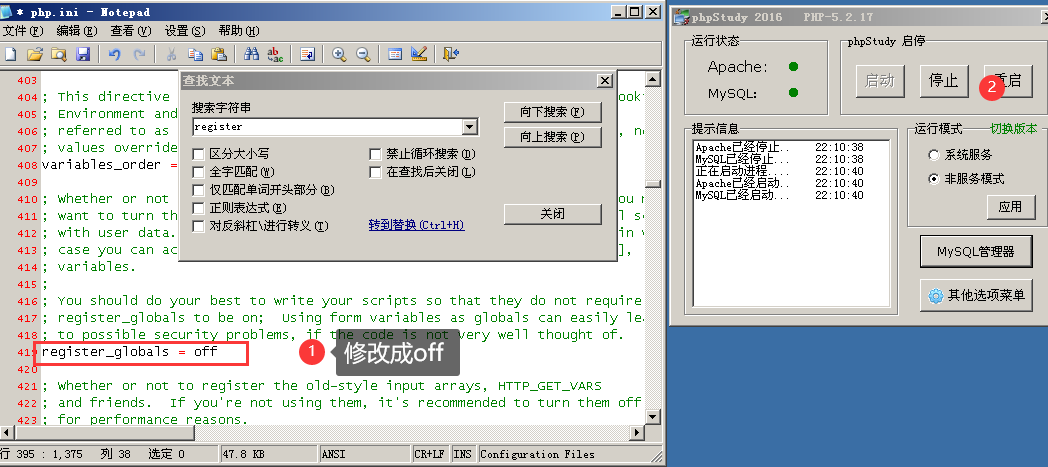 * php.ini - Notepad
文件(F) 编辑(E) 查看(V) 设置(S) 帮助(H)
403
404 ; This directive
405 ; Environment and
406 ; referred to as
407 ; values override
408 variables_order =
409
410 ; Whether or not
411 ; want to turn th
412 ; with user data.
413 ; case you can ac
414 ; variables.
415 ;
416 ; You should do your best to write your scripts so that they do not require
417 ; register_globals to be on; Using form variables as globals can easily lea
418 ; to possible security problems, if the code is not very well thought of.
419 register_globals = off
420
421 ; Whether or not to register the old-style input arrays, HTTP_GET_VARS
422 ; and friends. If you're not using them, it's recommended to turn them off
423 ; for performance reasons.
查找文本
搜索字符串
register
向下搜索(F)
向上搜索(P)
区分大小写
全字匹配(W)
仅匹配单词开头部分(B)
正则表达式(E)
对反斜杠\进行转义(T)
禁止循环搜索(D)
在查找后关闭(L)
转到替换(Ctrl+H)
关闭
1
修改成off
行 395 : 1,375 列 38 选定 0
47.8 KB
ANSI
CR+LF
INS
Configuration Files
phpStudy 2016 PHP-5.2.17
运行状态
Apache:
MySQL:
phpStudy 启停
启动
停止
重启
2
提示信息
Apache已经停止.. 22:10:38
MySQL已经停止... 22:10:38
正在启动进程.... 22:10:40
Apache已经启动.. 22:10:40
MySQL已经启动... 22:10:40
运行模式 切换版本
系统服务
非服务模式
应用
MySQL管理器
其他选项菜单